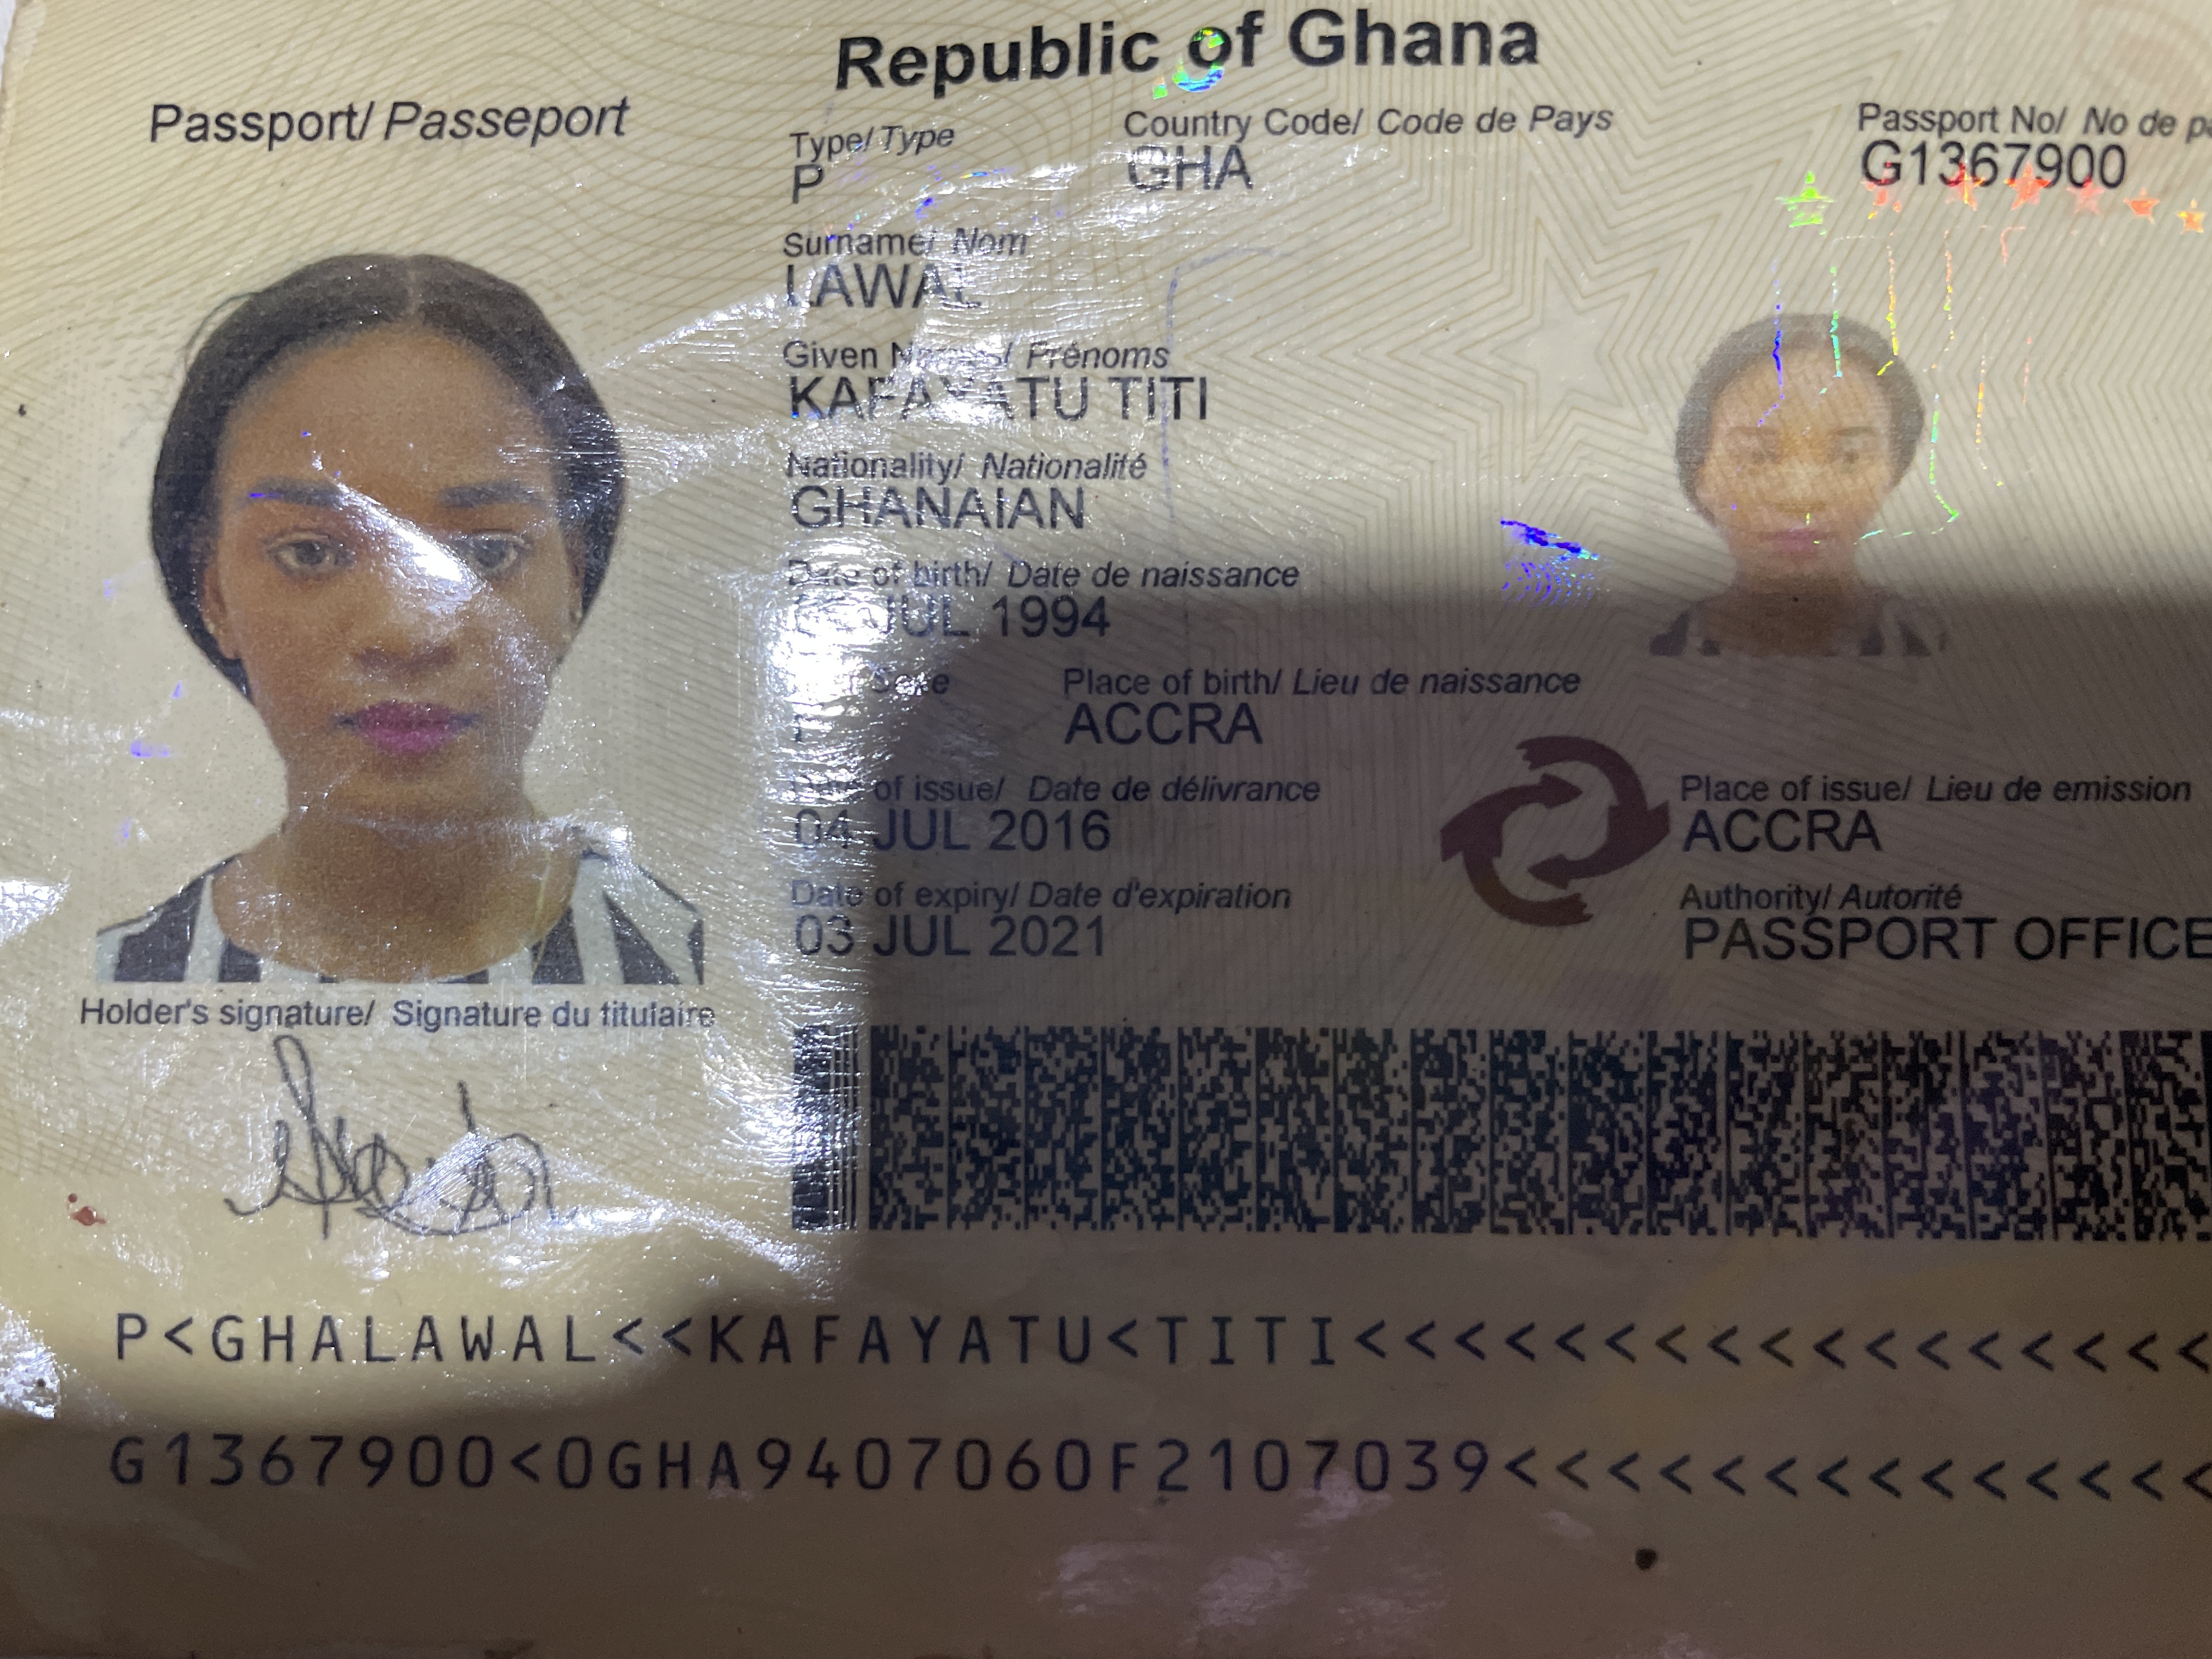 Republic of Ghana
Passport/ Passeport
Type/ Type
P
Country Code/ Code de Pays
GHA
Passport No/ No de
G1367900
Surname/ Nom
LAWAL
Given Names/ Prénoms
KAFAYATU TITI
Nationality/ Nationalité
GHANAIAN
Date of birth/ Date de naissance
JUL 1994
Sexe
F
Place of birth/ Lieu de naissance
ACCRA
Date of issue/ Date de délivrance
04 JUL 2016
Place of issue/ Lieu de emission
ACCRA
Date of expiry/ Date d'expiration
03 JUL 2021
Authority/ Autorité
PASSPORT OFFICE
Holder's signature/ Signature du titulaire
P<GHALAWAL<<KAFAYATU<TITI<<<<<<<<<<<<<<<<<
G1367900<0GHA9407060F2107039<<<<<<<<<<<<<<